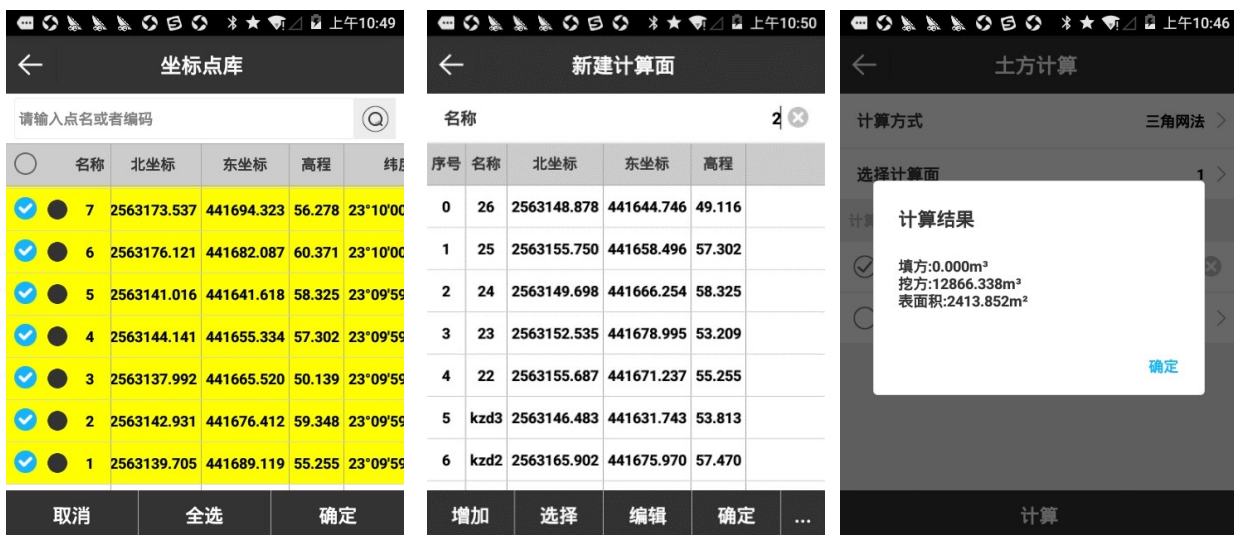 上午10:49
坐标点库
请输入点名或者编码
名称 北坐标 东坐标 高程 纬度
7 2563173.537 441694.323 56.278 23°10'00
6 2563176.121 441682.087 60.371 23°10'00
5 2563141.016 441641.618 58.325 23°09'59
4 2563144.141 441655.334 57.302 23°09'59
3 2563137.992 441665.520 50.139 23°09'59
2 2563142.931 441676.412 59.348 23°09'59
1 2563139.705 441689.119 55.255 23°09'59
取消 全选 确定
上午10:50
新建计算面
名称 2
序号 名称 北坐标 东坐标 高程
0 26 2563148.878 441644.746 49.116
1 25 2563155.750 441658.496 57.302
2 24 2563149.698 441666.254 58.325
3 23 2563152.535 441678.995 53.209
4 22 2563155.687 441671.237 55.255
5 kzd3 2563146.483 441631.743 53.813
6 kzd2 2563165.902 441675.970 57.470
增加 选择 编辑 确定 ...
上午10:46
土方计算
计算方式 三角网法
选择计算面 1
计算结果
填方:0.000m³
挖方:12866.338m³
表面积:2413.852m²
确定
计算